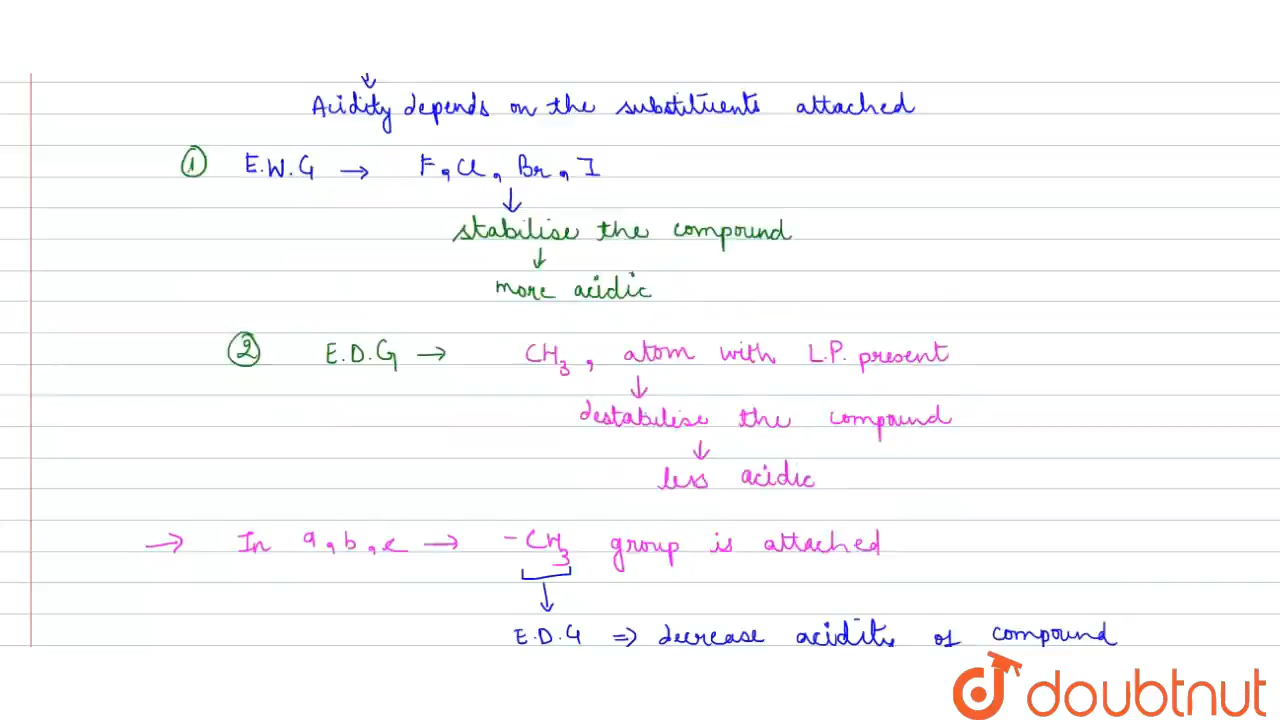 Acidity depends on the substituents attached
① E.W.G → F, Cl, Br, I
stabilise the compound
more acidic
② E.D.G → CH₃, atom with L.P. present
destabilise the compound
less acidic
→ In a, b, c → -CH₃ group is attached
E.D.G ⇒ decrease acidity of compound
doubtnut